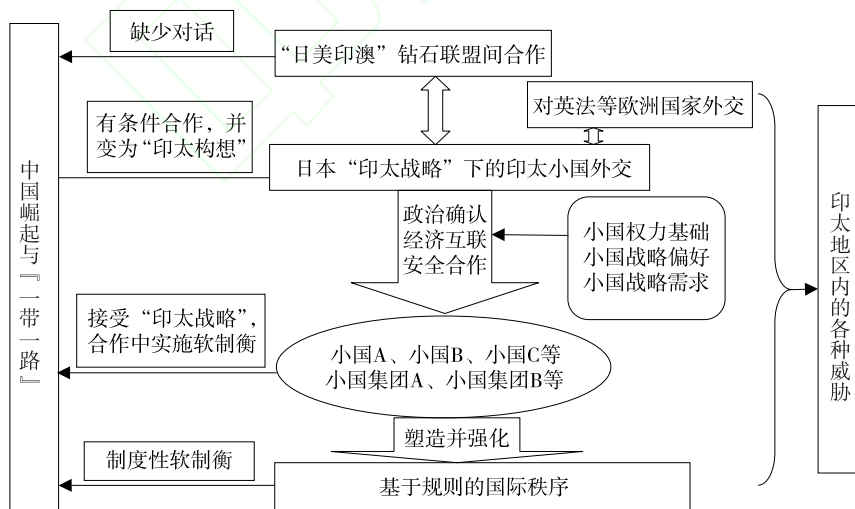 缺少对话
“日美印澳”钻石联盟间合作
对英法等欧洲国家外交
有条件合作，并
变为“印太构想”
日本“印太战略”下的印太小国外交
中国崛起与『一带一路』
政治确认
经济互联
安全合作
小国权力基础
小国战略偏好
小国战略需求
印太地区内的各种威胁
接受“印太战略”，
合作中实施软制衡
小国A、小国B、小国C等
小国集团A、小国集团B等
塑造并强化
制度性软制衡
基于规则的国际秩序